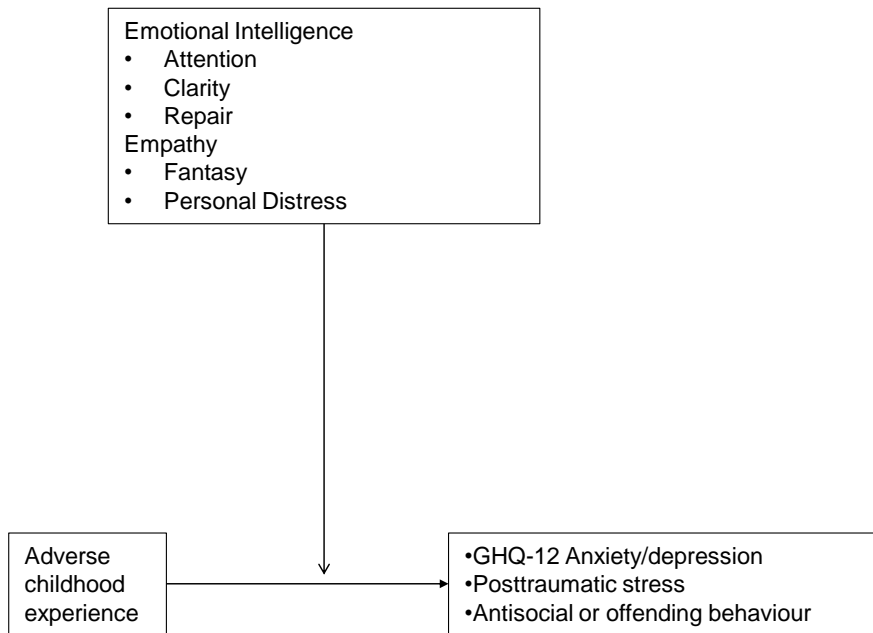 Emotional Intelligence
• Attention
• Clarity
• Repair
Empathy
• Fantasy
• Personal Distress
Adverse
childhood
experience
•GHQ-12 Anxiety/depression
•Posttraumatic stress
•Antisocial or offending behaviour